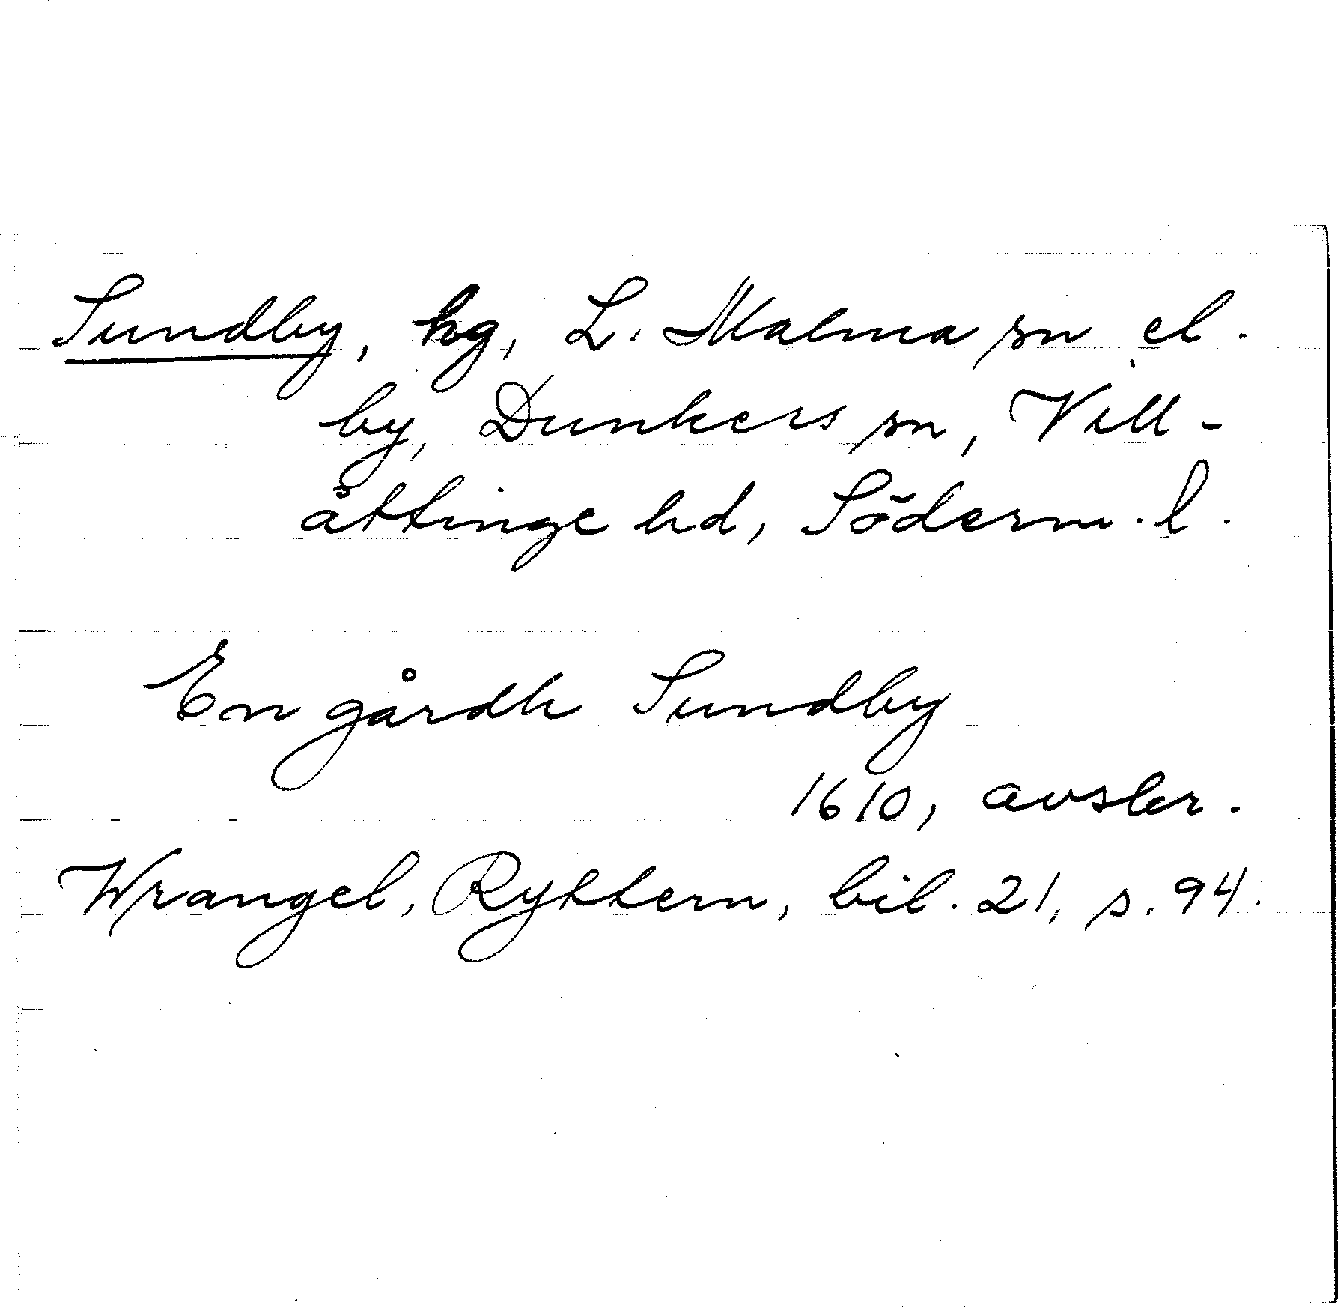 Sundby, hg, L. Malma sn el.
by, Dunkers sn, Vill-
åttinge hd, Söderm. l.
En gårdh Sundby
1610, avskr.
Wrangel, Ryttern, bil. 21, s. 94.